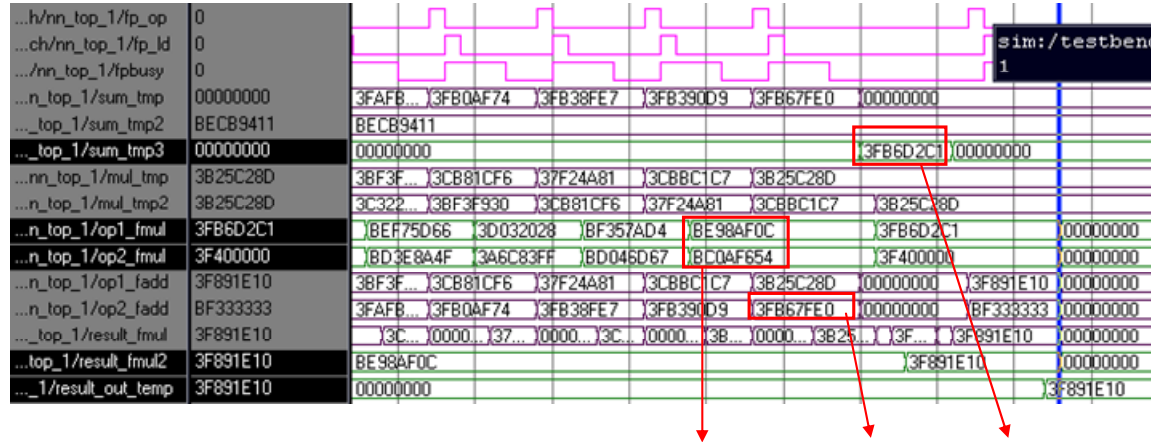 ...h/nn_top_1/fp_op 0
...ch/nn_top_1/fp_ld 0
sim:/testbenc
.../nn_top_1/fpbusy 0
1
...n_top_1/sum_tmp 00000000 3FAFB... 3FB0AF74 3FB38FE7 3FB390D9 3FB67FE0 00000000
..._top_1/sum_tmp2 BECB9411 BECB9411
..._top_1/sum_tmp3 00000000 00000000 3FB6D2C1 00000000
...nn_top_1/mul_tmp 3B25C28D 3BF3F... 3CB81CF6 37F24A81 3CBBC1C7 3B25C28D
...n_top_1/mul_tmp2 3B25C28D 3C322... 3BF3F930 3CB81CF6 37F24A81 3CBBC1C7 3B25C28D
...n_top_1/op1_fmul 3FB6D2C1 BEF75D66 3D032028 BF357AD4 BE98AF0C 3FB6D2C1 00000000
...n_top_1/op2_fmul 3F400000 BD3E8A4F 3A6C83FF BD046D67 BC0AF654 3F400000 00000000
...n_top_1/op1_fadd 3F891E10 3BF3F... 3CB81CF6 37F24A81 3CBBC1C7 3B25C28D 00000000 3F891E10 00000000
...n_top_1/op2_fadd BF333333 3FAFB... 3FB0AF74 3FB38FE7 3FB390D9 3FB67FE0 00000000 BF333333 00000000
..._top_1/result_fmul 3F891E10 3C... 0000... 37... 0000... 3C... 0000... 3B... 0000... 3B25... 3F... 3F891E10 00000000
...top_1/result_fmul2 3F891E10 BE98AF0C 3F891E10 00000000
..._1/result_out_temp 3F891E10 00000000 3F891E10